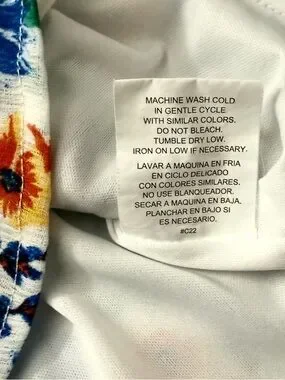 MACHINE WASH COLD
IN GENTLE CYCLE
WITH SIMILAR COLORS.
DO NOT BLEACH.
TUMBLE DRY LOW.
IRON ON LOW IF NECESSARY.
LAVAR A MAQUINA EN FRIA
EN CICLO DELICADO
CON COLORES SIMILARES.
NO USE BLANQUEADOR.
SECAR A MAQUINA EN BAJA.
PLANCHAR EN BAJO SI
ES NECESARIO.
#C22